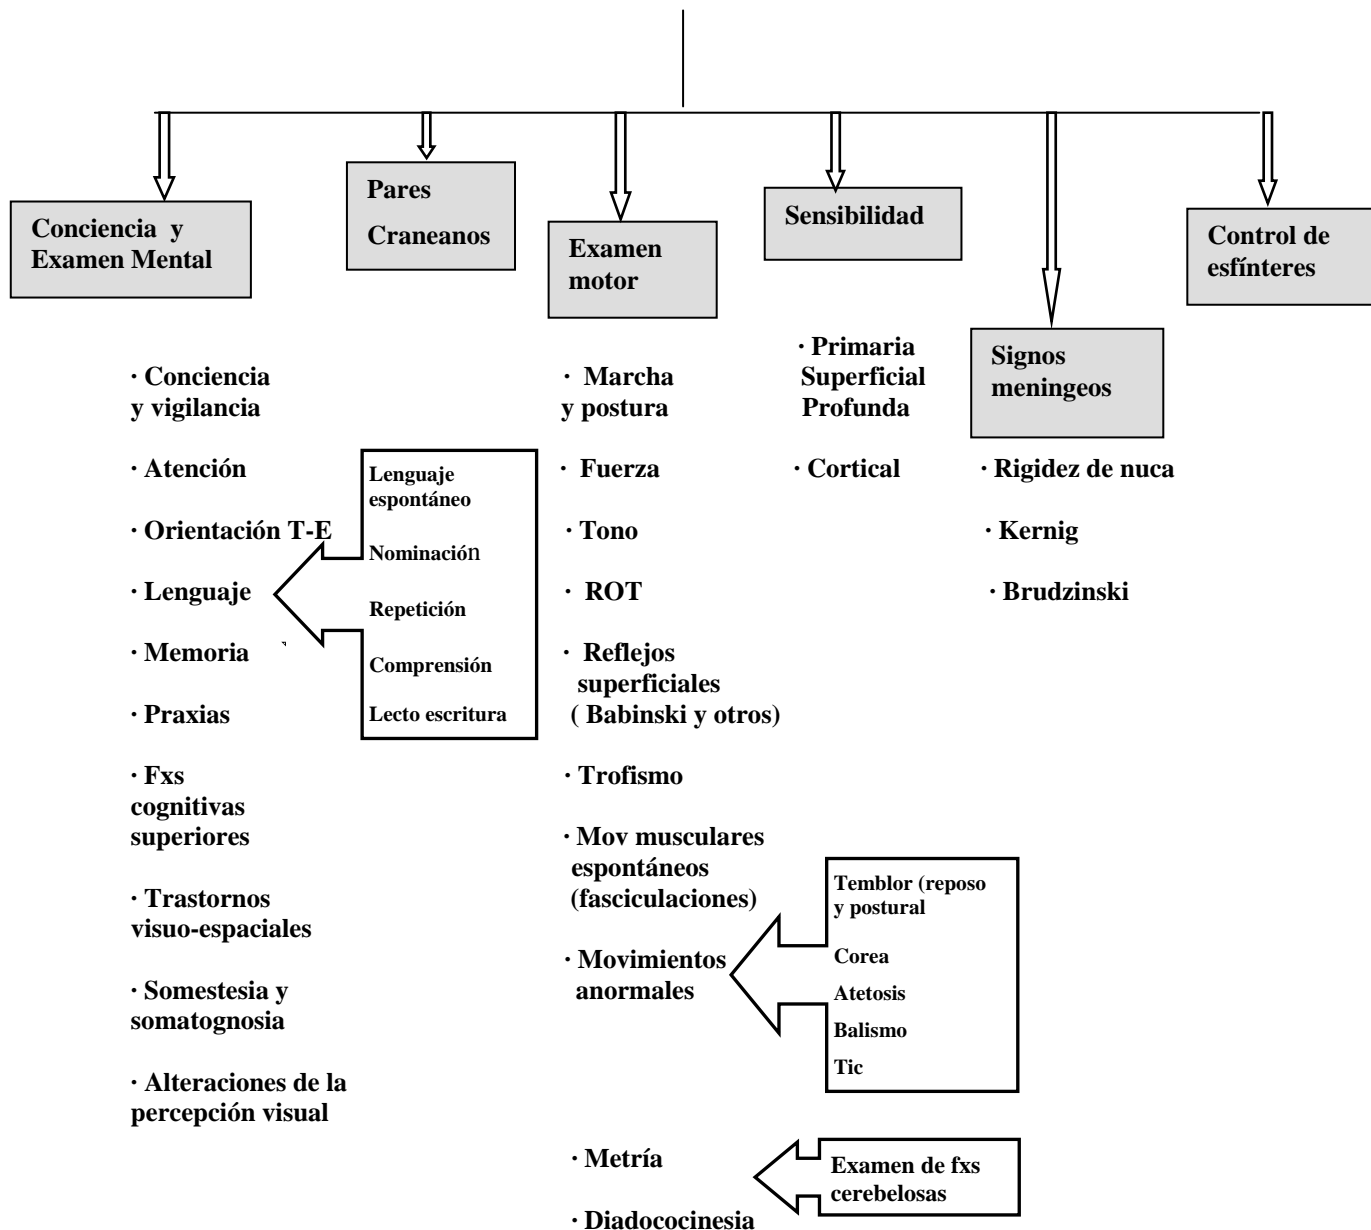 Conciencia y
Examen Mental
Pares
Craneanos
Examen
motor
Sensibilidad
Signos
meningeos
Control de
esfínteres
· Conciencia
y vigilancia
· Atención
· Orientación T-E
· Lenguaje
· Memoria
· Praxias
· Fxs
cognitivas
superiores
· Trastornos
visuo-espaciales
· Somestesia y
somatognosia
· Alteraciones de la
percepción visual
Lenguaje
espontáneo
Nominación
Repetición
Comprensión
Lecto escritura
· Marcha
y postura
· Fuerza
· Tono
· ROT
· Reflejos
superficiales
( Babinski y otros)
· Trofismo
· Mov musculares
espontáneos
(fasciculaciones)
· Movimientos
anormales
Temblor (reposo
y postural
Corea
Atetosis
Balismo
Tic
· Metría
· Diadococinesia
Examen de fxs
cerebelosas
· Primaria
Superficial
Profunda
· Cortical
· Rigidez de nuca
· Kernig
· Brudzinski